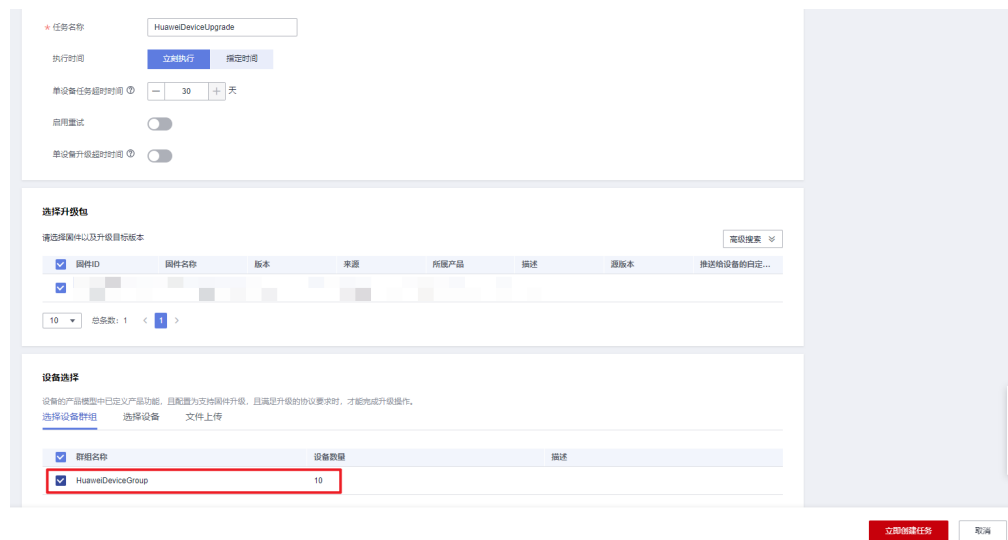 * 任务名称 HuaweiDeviceUpgrade
执行时间 立刻执行 指定时间
单设备任务超时时间 ? — 30 + 天
启用重试
单设备升级超时时间 ?
选择升级包
请选择固件以及升级目标版本
高级搜索
固件ID 固件名称 版本 来源 所属产品 描述 源版本 推送给设备的自定...
10 总条数: 1 < 1 >
设备选择
设备的产品模型中已定义产品功能，且配置为支持固件升级，且满足升级的协议要求时，才能完成升级操作。
选择设备群组 选择设备 文件上传
群组名称 设备数量 描述
HuaweiDeviceGroup 10
立即创建任务 取消